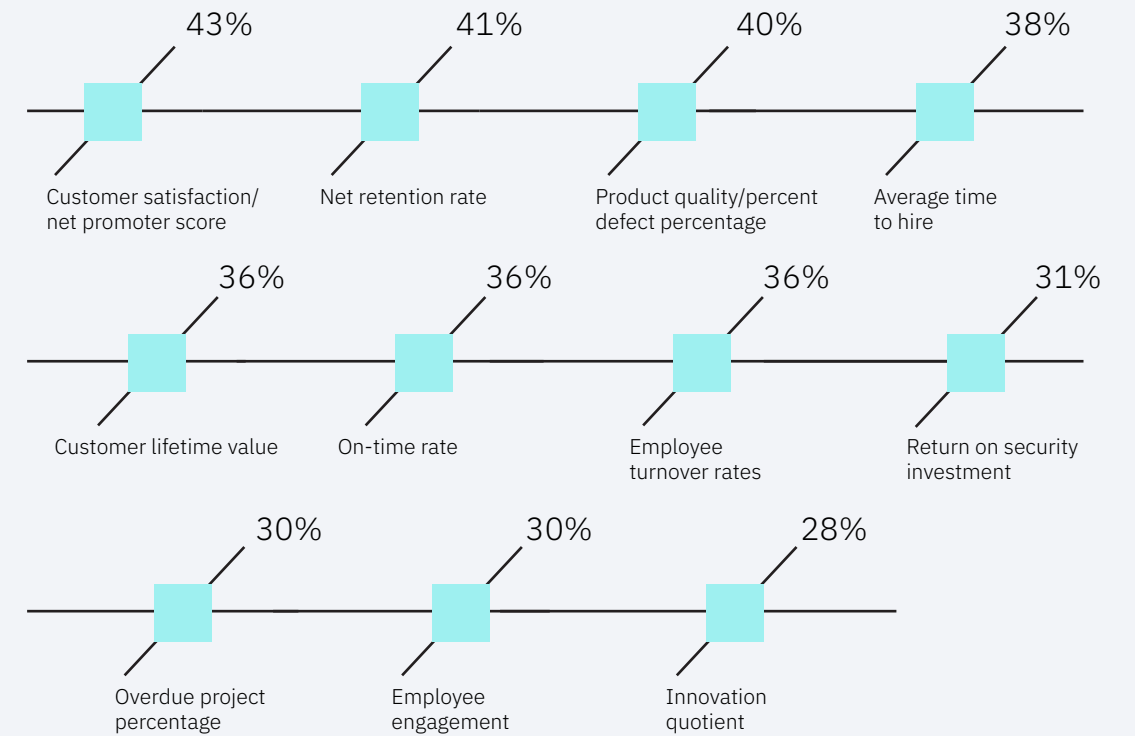 43%
41%
40%
38%
Customer satisfaction/
net promoter score
Net retention rate
Product quality/percent
defect percentage
Average time
to hire
36%
36%
36%
31%
Customer lifetime value
On-time rate
Employee
turnover rates
Return on security
investment
30%
30%
28%
Overdue project
percentage
Employee
engagement
Innovation
quotient